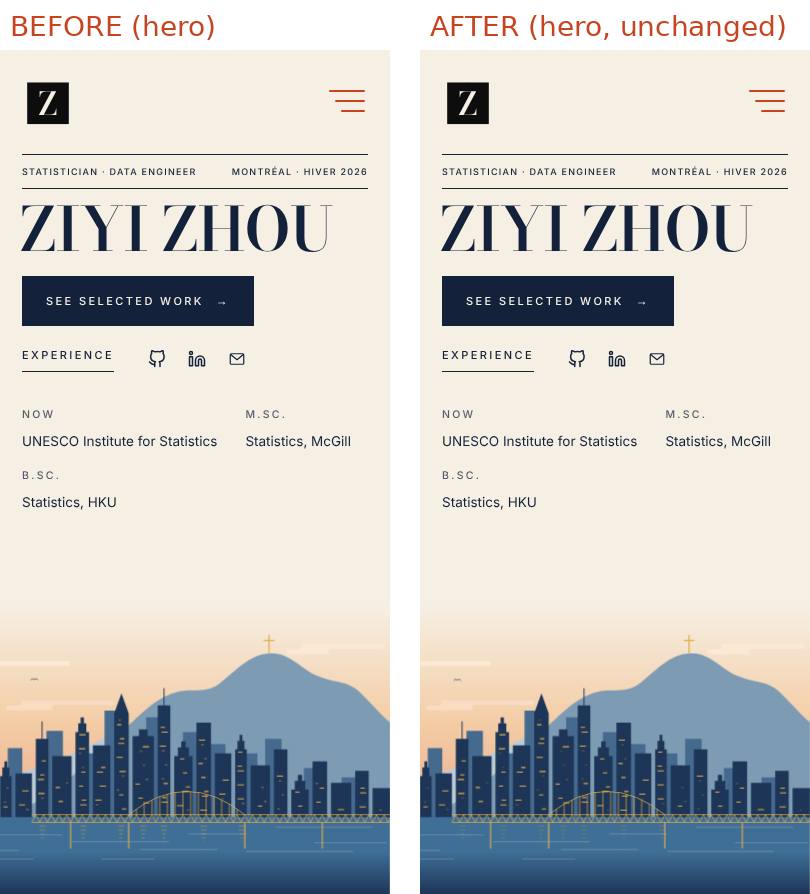 BEFORE (hero)
Z
STATISTICIAN · DATA ENGINEER MONTRÉAL · HIVER 2026
ZIYI ZHOU
SEE SELECTED WORK →
EXPERIENCE
NOW M.SC.
UNESCO Institute for Statistics Statistics, McGill
B.SC.
Statistics, HKU
AFTER (hero, unchanged)
Z
STATISTICIAN · DATA ENGINEER MONTRÉAL · HIVER 2026
ZIYI ZHOU
SEE SELECTED WORK →
EXPERIENCE
NOW M.SC.
UNESCO Institute for Statistics Statistics, McGill
B.SC.
Statistics, HKU